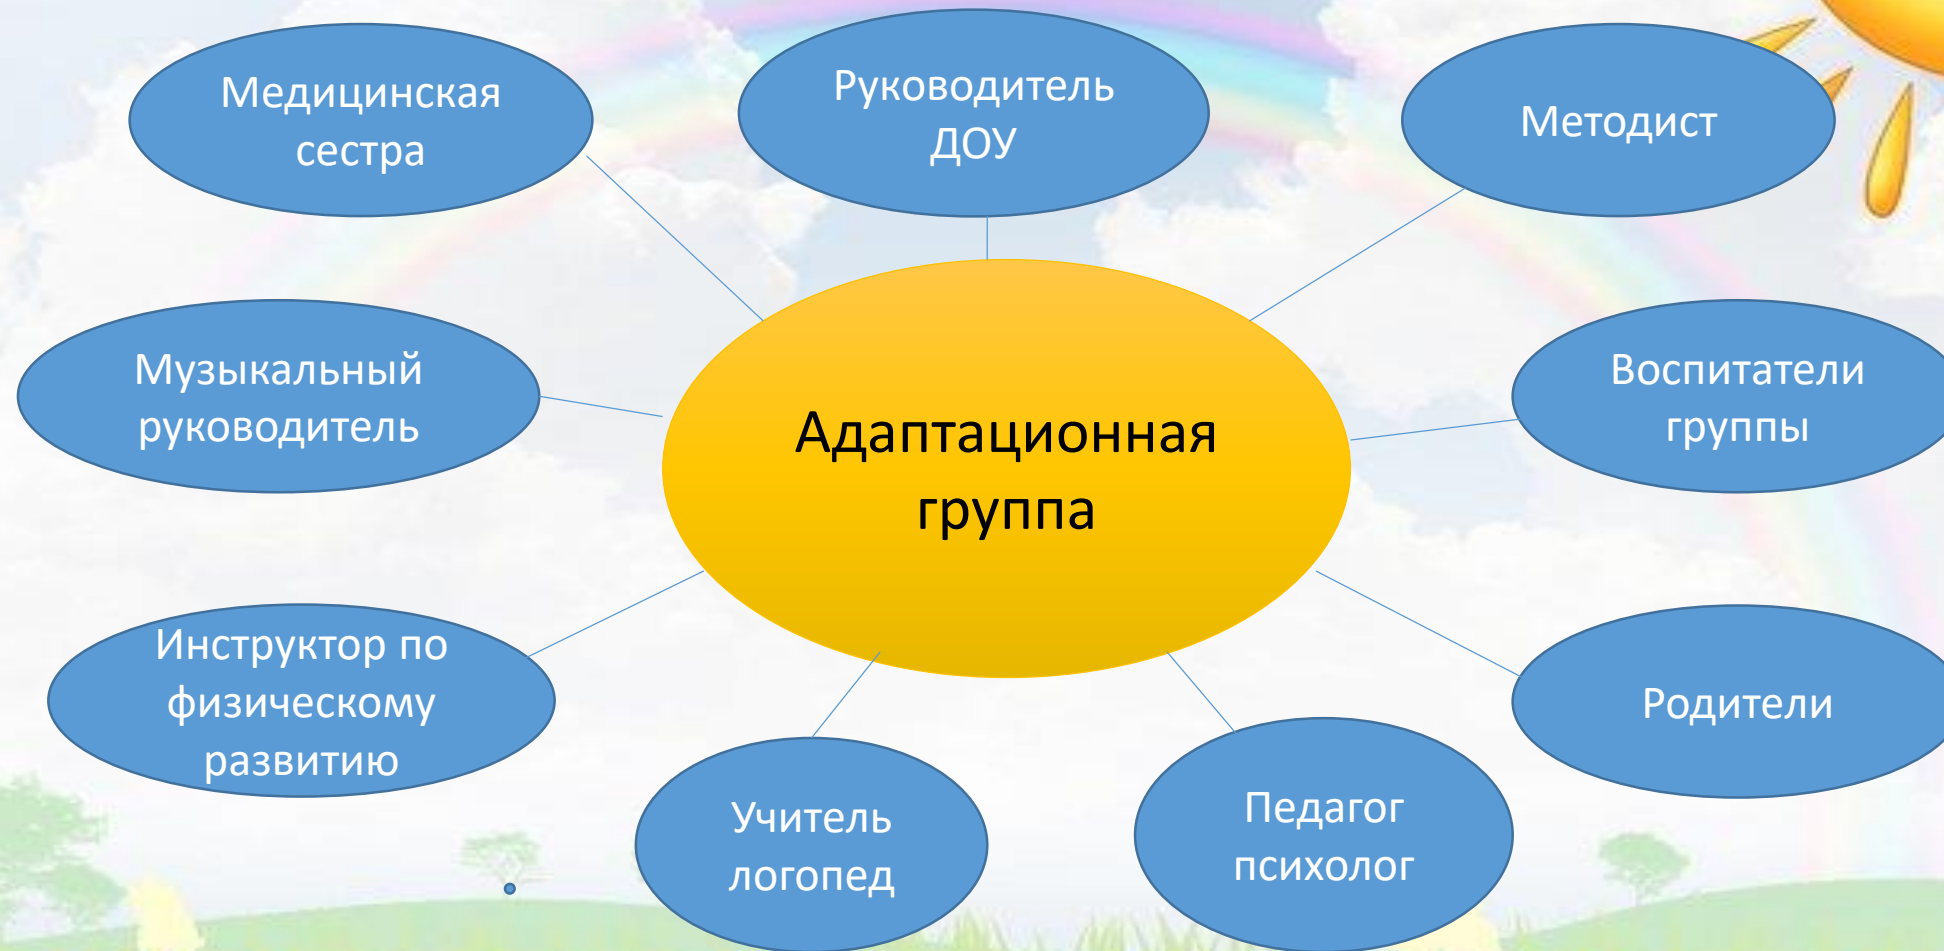 Медицинская
сестра
Руководитель
ДОУ
Методист
Музыкальный
руководитель
Адаптационная
группа
Воспитатели
группы
Инструктор по
физическому
развитию
Учитель
логопед
Педагог
психолог
Родители